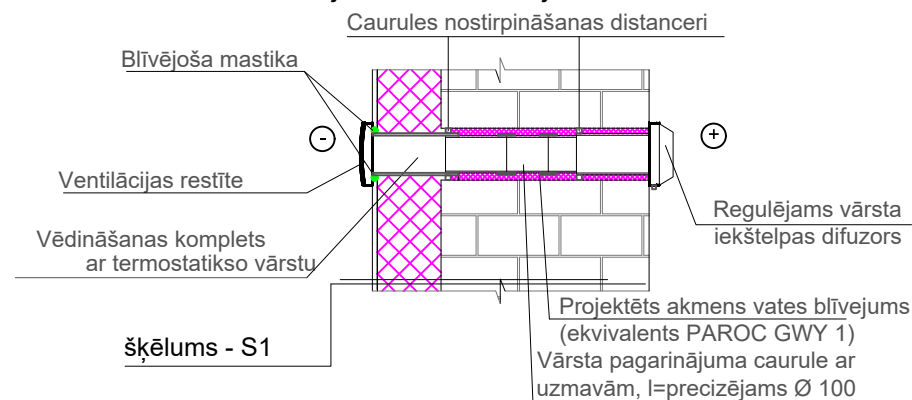 Caurules nostirpināšanas distanceri
Blīvējoša mastika
-
+
Ventilācijas restīte
Regulējams vārsta
iekštelpas difuzors
Vēdināšanas komplets
ar termostatikso vārstu
Projektēts akmens vates blīvejums
(ekvivalents PAROC GWY 1)
šķēlums - S1
Vārsta pagarinājuma caurule ar
uzmavām, l=precizējams Ø 100